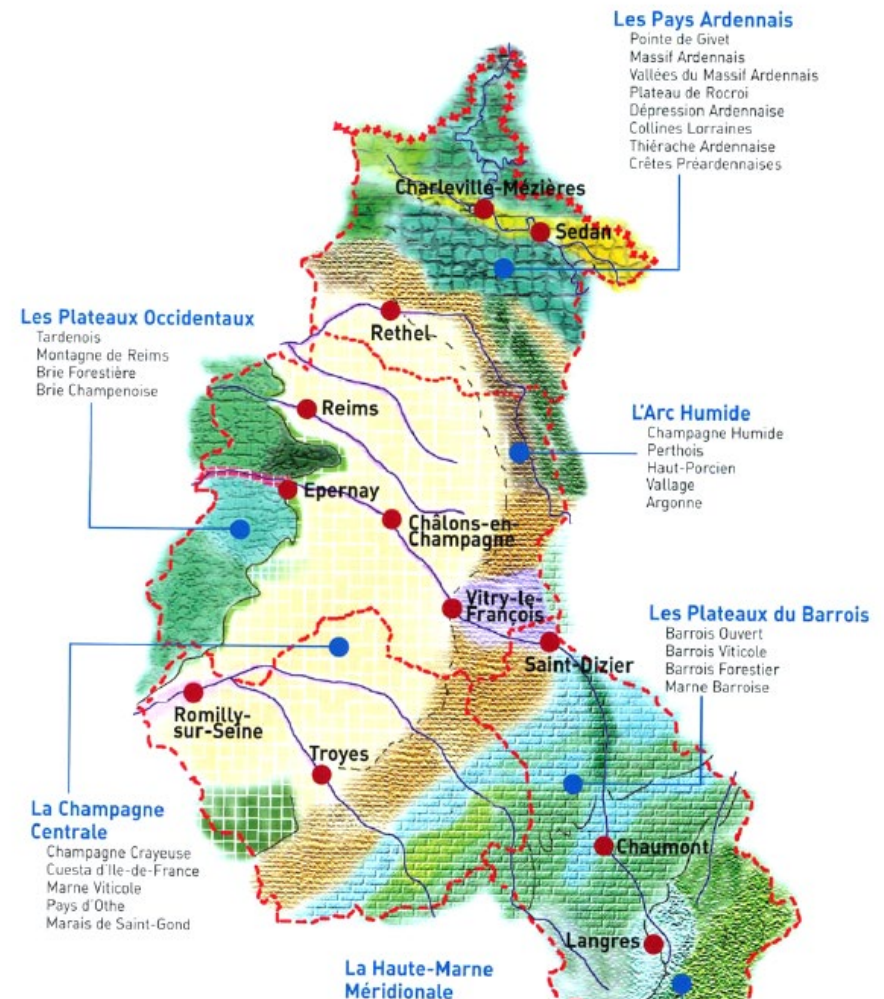 Les Pays Ardennais
Pointe de Givet
Massif Ardennais
Vallées du Massif Ardennais
Plateau de Rocroi
Dépression Ardennaise
Collines Lorraines
Thiérache Ardennaise
Crêtes Préardennaises
Charleville-Mézières
Sedan
Les Plateaux Occidentaux
Tardenois
Montagne de Reims
Brie Forestière
Brie Champenoise
Rethel
Reims
L'Arc Humide
Champagne Humide
Perthois
Haut-Porcien
Vallage
Argonne
Epernay
Châlons-en-
Champagne
Vitry-le-
François
Saint-Dizier
Les Plateaux du Barrois
Barrois Ouvert
Barrois Viticole
Barrois Forestier
Marne Barroise
Romilly-
sur-Seine
Troyes
La Champagne
Centrale
Champagne Crayeuse
Cuesta d'Ile-de-France
Marne Viticole
Pays d'Othe
Marais de Saint-Gond
Chaumont
Langres
La Haute-Marne
Méridionale